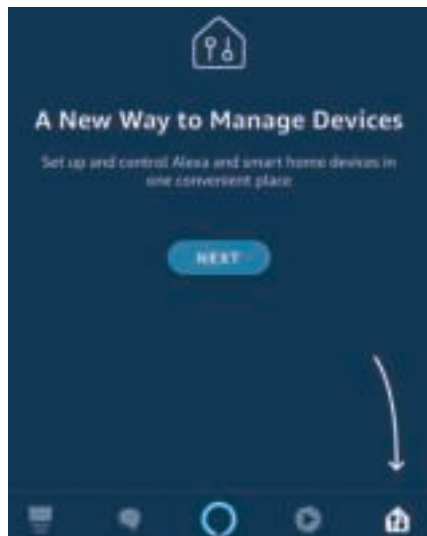 A New Way to Manage Devices
Set up and control Alexa and smart home devices in
one convenient place
NEXT